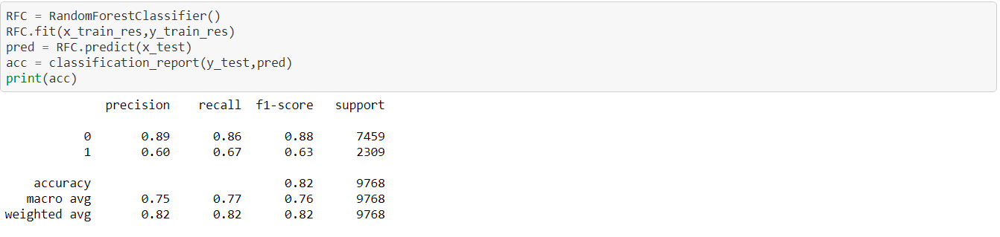 RFC = RandomForestClassifier()
RFC.fit(x_train_res,y_train_res)
pred = RFC.predict(x_test)
acc = classification_report(y_test,pred)
print(acc)
precision recall f1-score support
0 0.89 0.86 0.88 7459
1 0.60 0.67 0.63 2309
accuracy 0.82 9768
macro avg 0.75 0.77 0.76 9768
weighted avg 0.82 0.82 0.82 9768